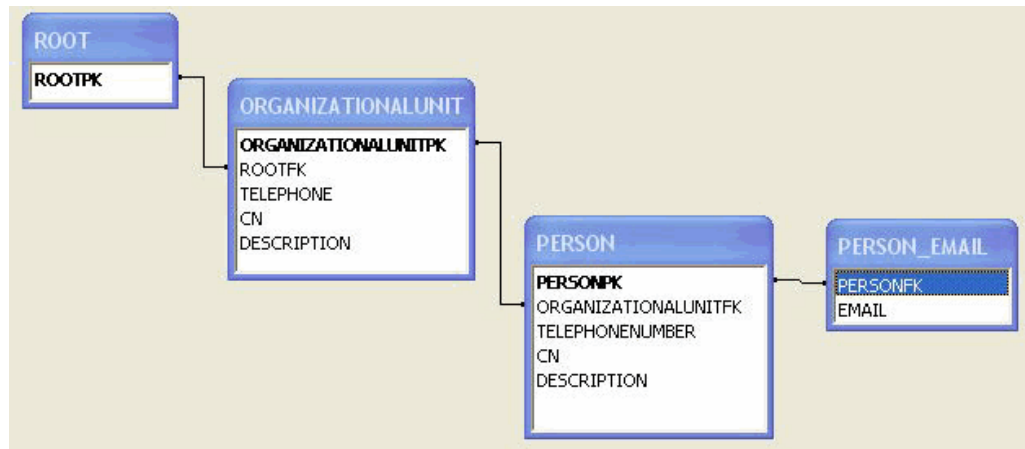 ROOT
ROOTPK
ORGANIZATIONALUNIT
ORGANIZATIONALUNITPK
ROOTFK
TELEPHONE
CN
DESCRIPTION
PERSON
PERSONPK
ORGANIZATIONALUNITFK
TELEPHONENUMBER
CN
DESCRIPTION
PERSON_EMAIL
PERSONFK
EMAIL